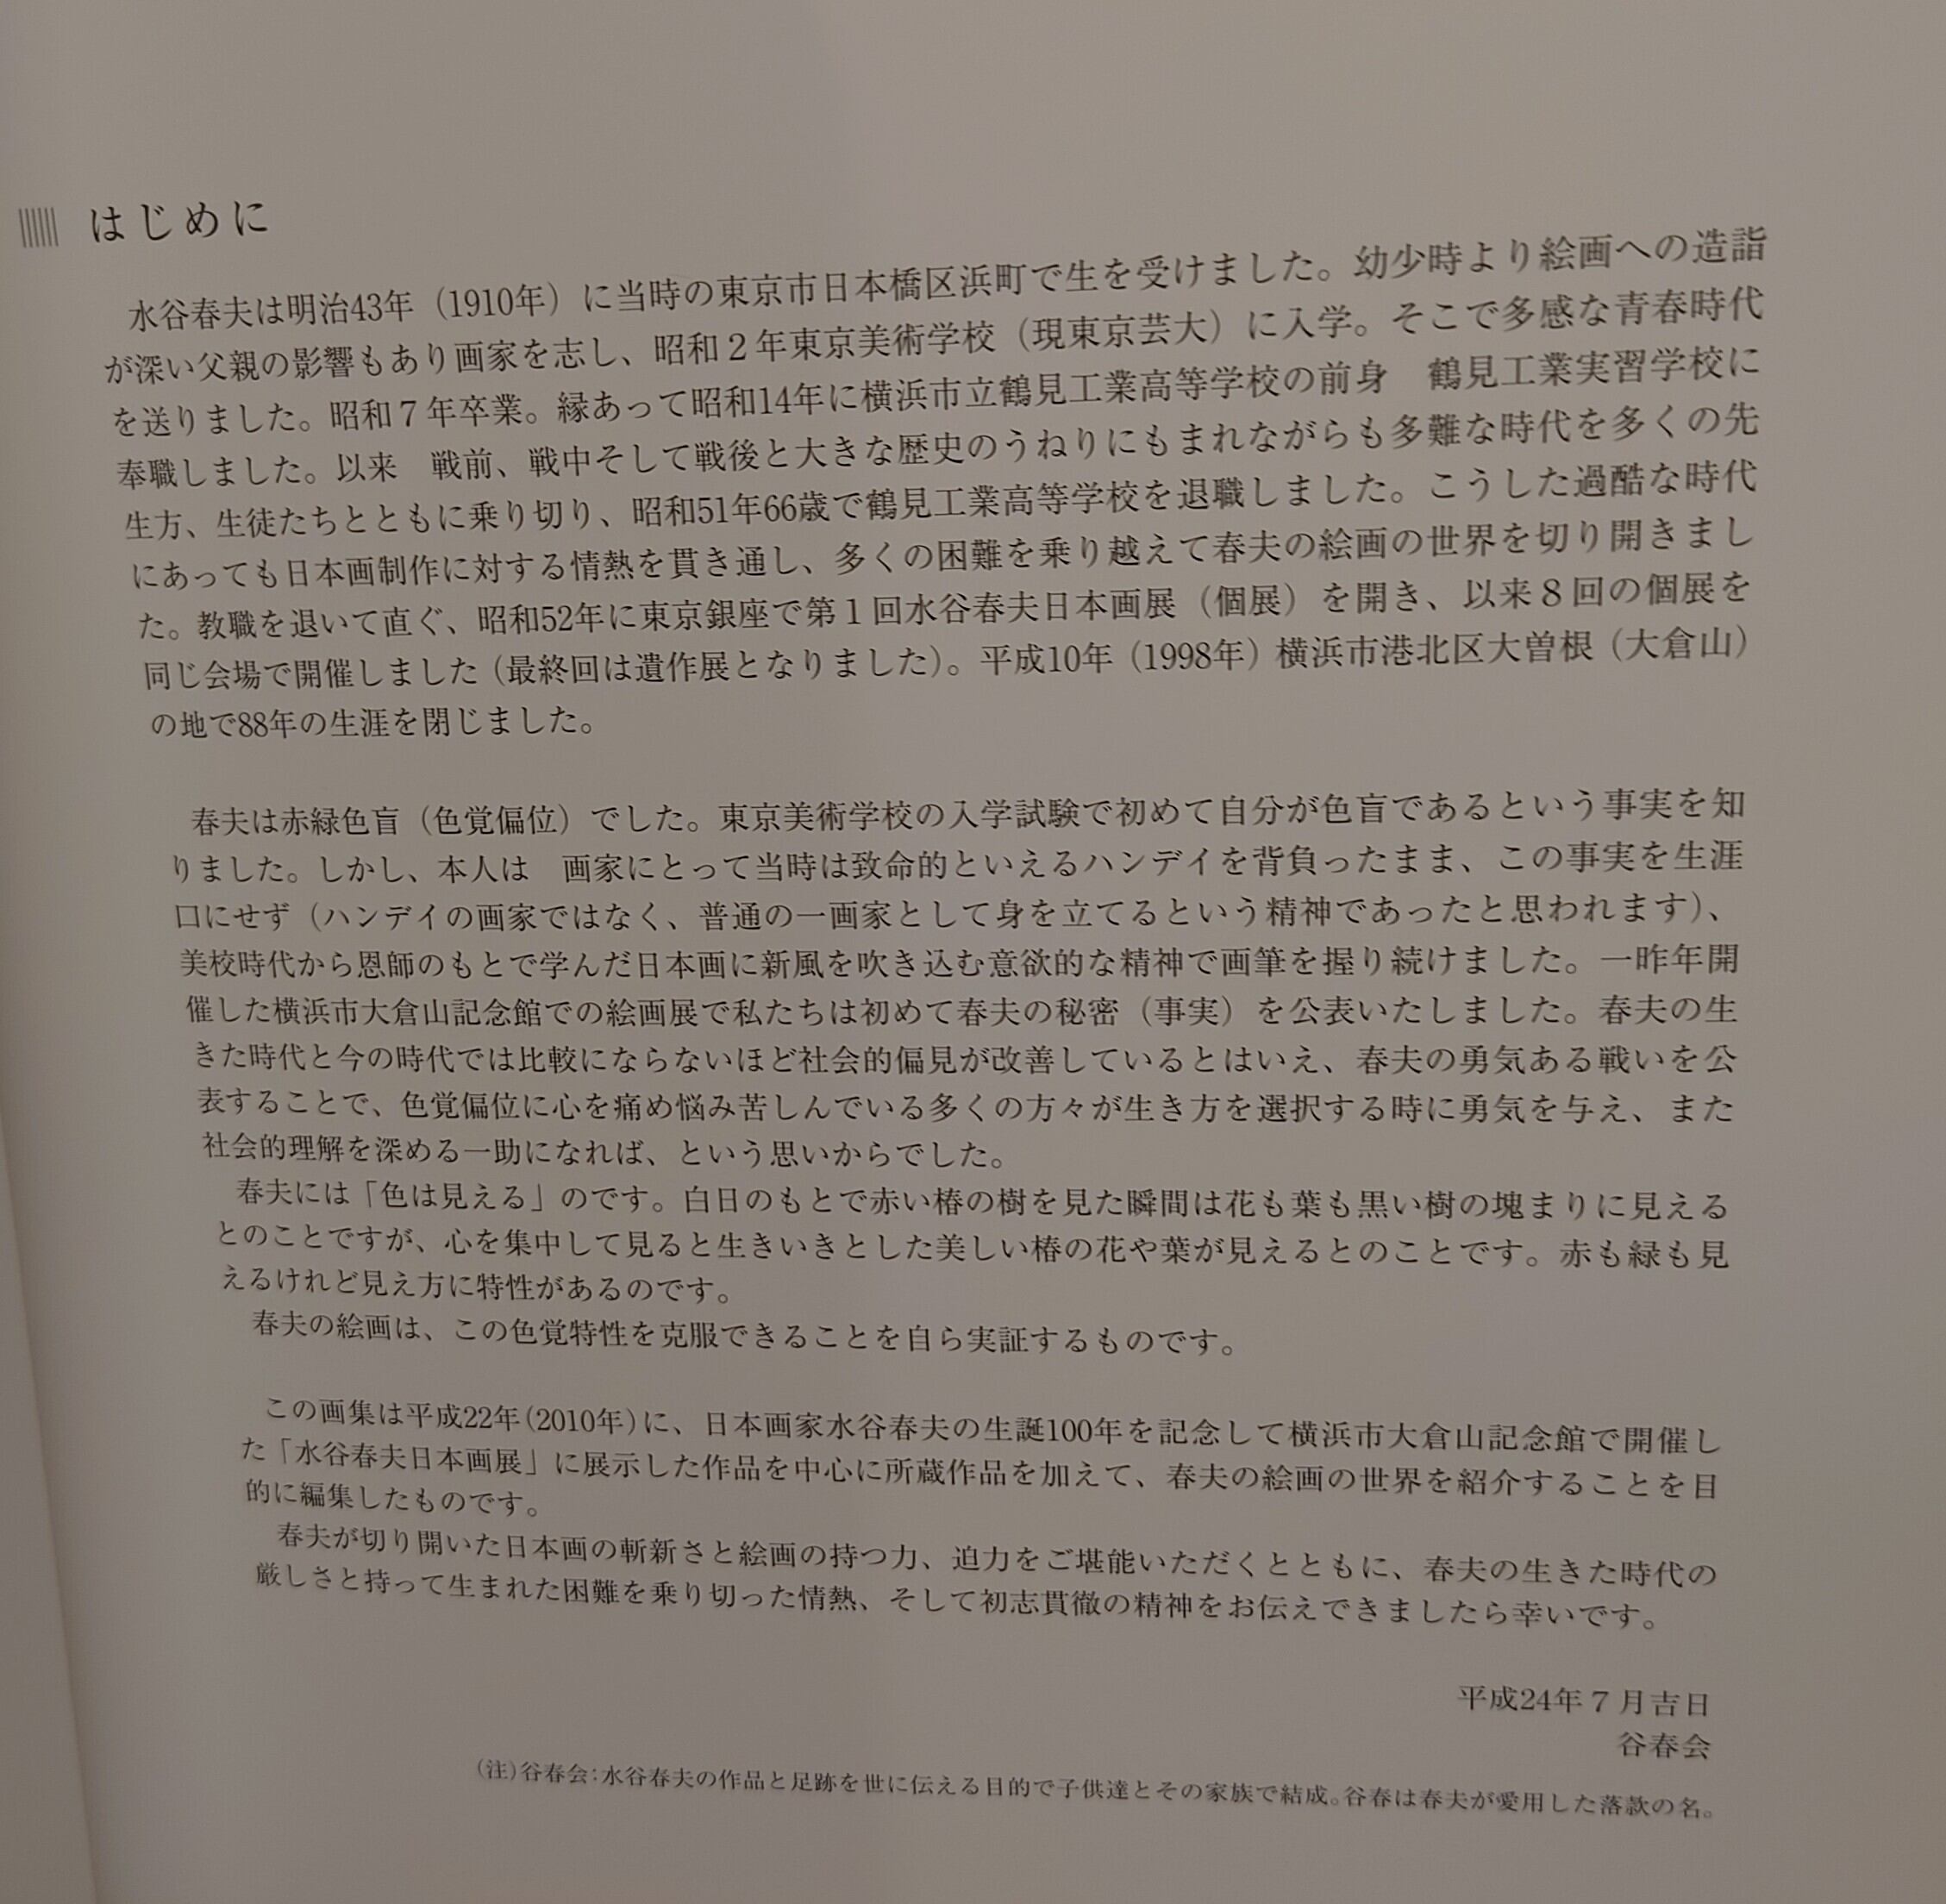 はじめに
水谷春夫は明治43年（1910年）に当時の東京市日本橋区浜町で生を受けました。幼少時より絵画への造詣
が深い父親の影響もあり画家を志し、昭和２年東京美術学校（現東京芸大）に入学。そこで多感な青春時代
を送りました。昭和７年卒業。縁あって昭和14年に横浜市立鶴見工業高等学校の前身　鶴見工業実習学校に
奉職しました。以来　戦前、戦中そして戦後と大きな歴史のうねりにもまれながらも多難な時代を多くの先
生方、生徒たちとともに乗り切り、昭和51年66歳で鶴見工業高等学校を退職しました。こうした過酷な時代
にあっても日本画制作に対する情熱を貫き通し、多くの困難を乗り越えて春夫の絵画の世界を切り開きまし
た。教職を退いて直ぐ、昭和52年に東京銀座で第１回水谷春夫日本画展（個展）を開き、以来８回の個展を
同じ会場で開催しました（最終回は遺作展となりました）。平成10年（1998年）横浜市港北区大曽根（大倉山）
の地で88年の生涯を閉じました。
春夫は赤緑色盲（色覚偏位）でした。東京美術学校の入学試験で初めて自分が色盲であるという事実を知
りました。しかし、本人は　画家にとって当時は致命的といえるハンデイを背負ったまま、この事実を生涯
口にせず（ハンデイの画家ではなく、普通の一画家として身を立てるという精神であったと思われます）、
美校時代から恩師のもとで学んだ日本画に新風を吹き込む意欲的な精神で画筆を握り続けました。一昨年開
催した横浜市大倉山記念館での絵画展で私たちは初めて春夫の秘密（事実）を公表いたしました。春夫の生
きた時代と今の時代では比較にならないほど社会的偏見が改善しているとはいえ、春夫の勇気ある戦いを公
表することで、色覚偏位に心を痛め悩み苦しんでいる多くの方々が生き方を選択する時に勇気を与え、また
社会的理解を深める一助になれば、という思いからでした。
春夫には「色は見える」のです。白日のもとで赤い椿の樹を見た瞬間は花も葉も黒い樹の塊まりに見える
とのことですが、心を集中して見ると生きいきとした美しい椿の花や葉が見えるとのことです。赤も緑も見
えるけれど見え方に特性があるのです。
春夫の絵画は、この色覚特性を克服できることを自ら実証するものです。
この画集は平成22年（2010年）に、日本画家水谷春夫の生誕100年を記念して横浜市大倉山記念館で開催し
た「水谷春夫日本画展」に展示した作品を中心に所蔵作品を加えて、春夫の絵画の世界を紹介することを目
的に編集したものです。
春夫が切り開いた日本画の斬新さと絵画の持つ力、迫力をご堪能いただくとともに、春夫の生きた時代の
厳しさと持って生まれた困難を乗り切った情熱、そして初志貫徹の精神をお伝えできましたら幸いです。
平成24年７月吉日
谷春会
（注）谷春会：水谷春夫の作品と足跡を世に伝える目的で子供達とその家族で結成。谷春は春夫が愛用した落款の名。